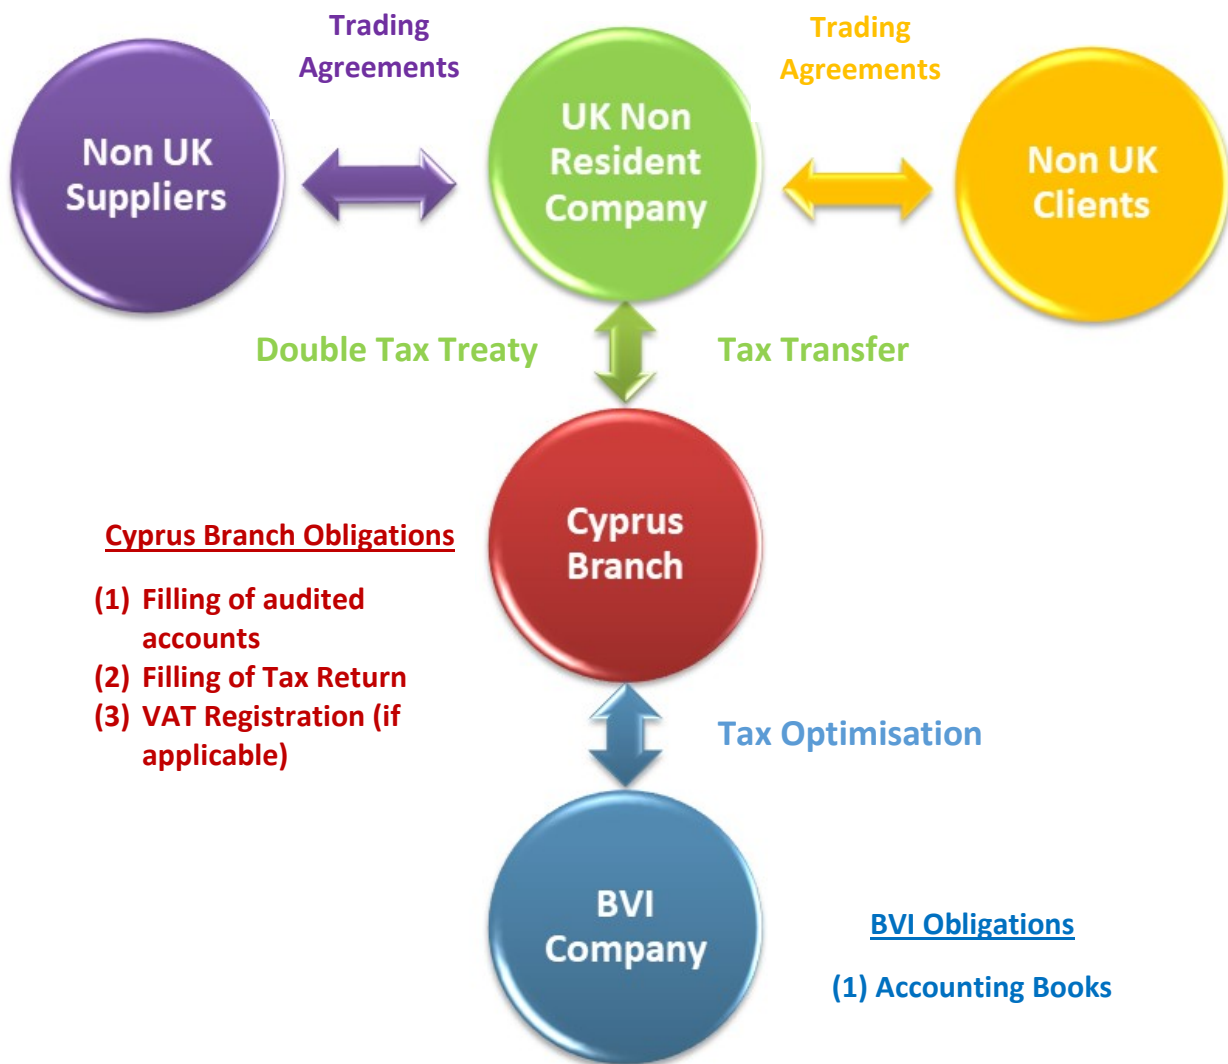 Trading
Agreements
Trading
Agreements
Non UK
Suppliers
UK Non
Resident
Company
Non UK
Clients
Double Tax Treaty
Tax Transfer
Cyprus
Branch
Cyprus Branch Obligations
(1) Filling of audited
accounts
(2) Filling of Tax Return
(3) VAT Registration (if
applicable)
Tax Optimisation
BVI
Company
BVI Obligations
(1) Accounting Books